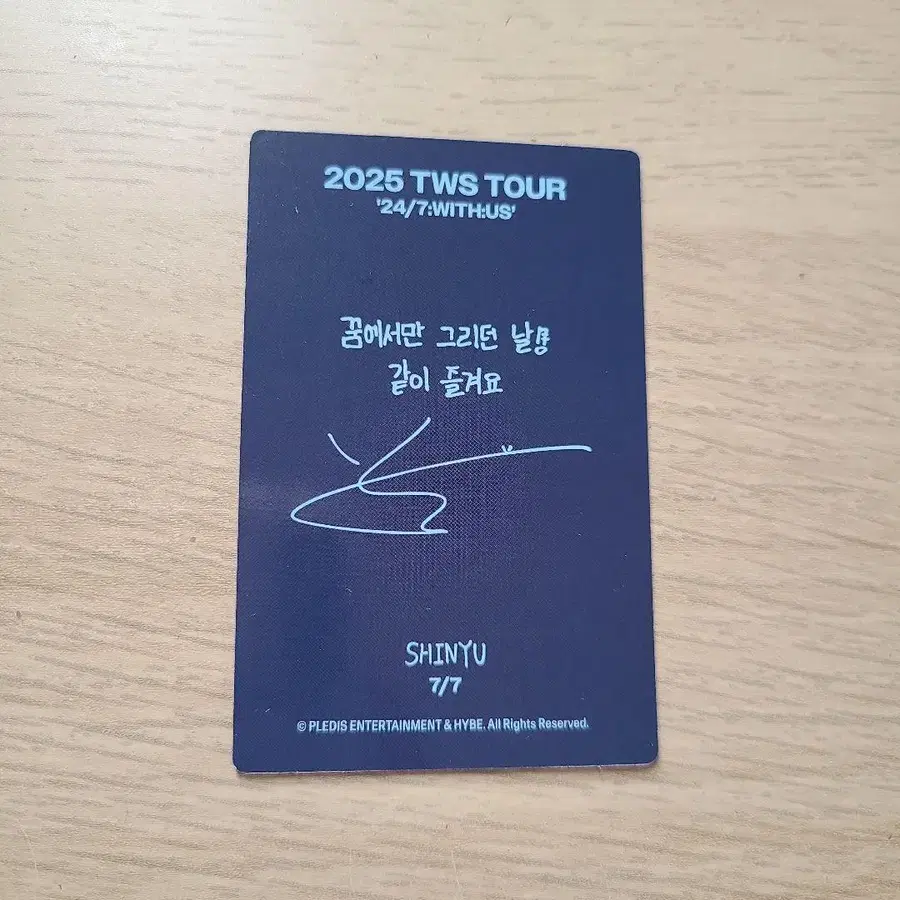 2025 TWS TOUR
'24/7:WITH:US'
꿈에서만 그리던 날
같이 즐겨요
SHINYU
7/7
© PLEDIS ENTERTAINMENT & HYBE. All Rights Reserved.